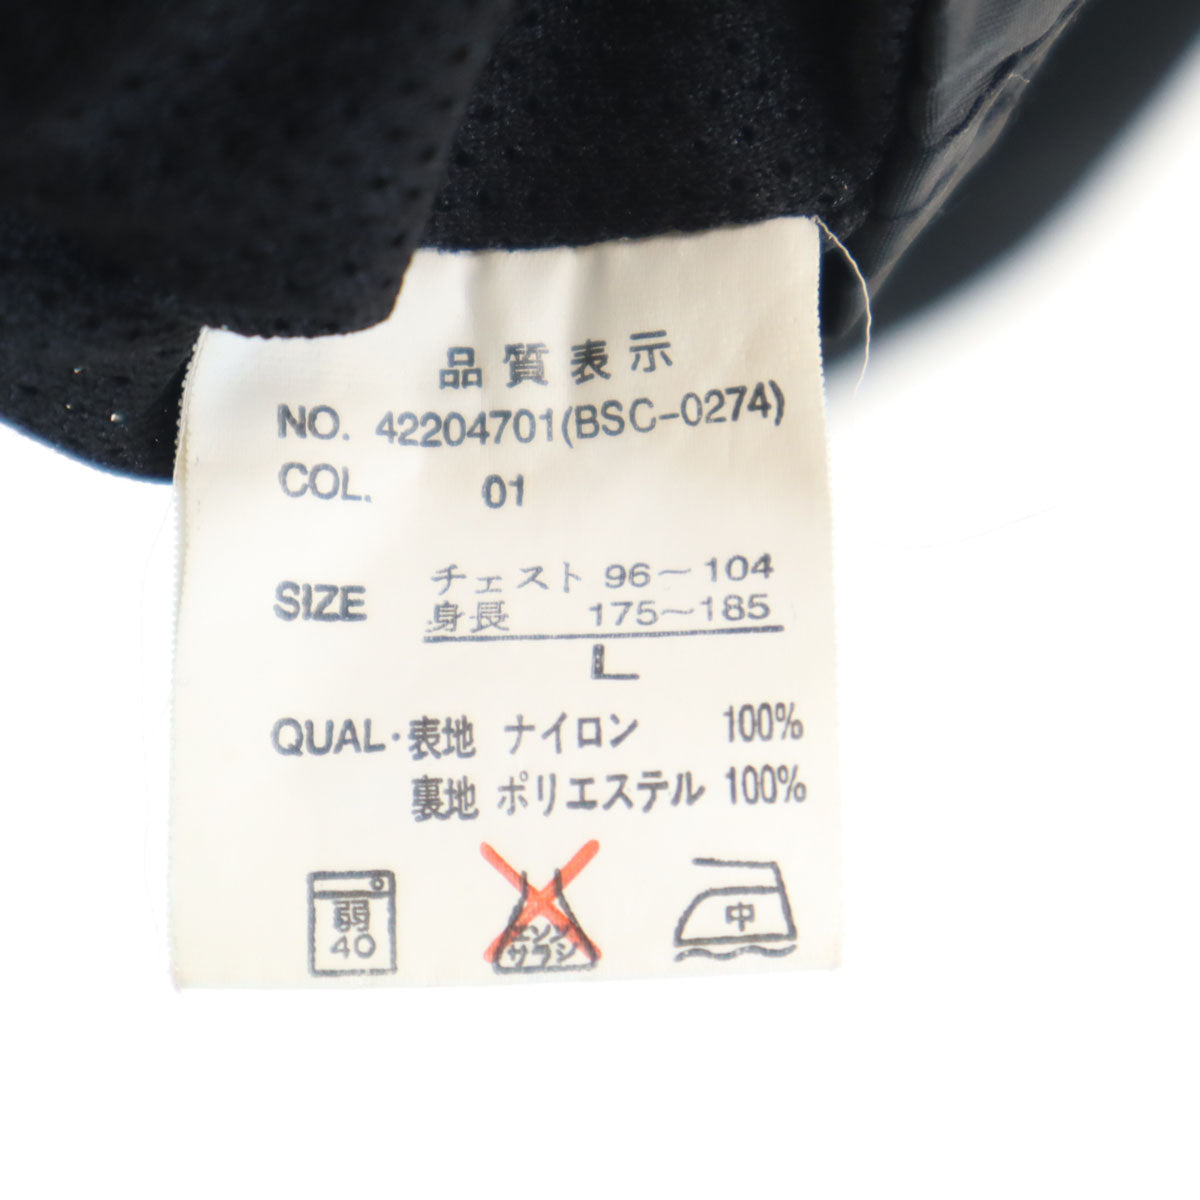 品質表示
NO. 42204701(BSC-0274)
COL. 01
チェスト 96～104
SIZE 身長 175～185
L
QUAL・表地 ナイロン 100%
裏地 ポリエステル 100%
弱 エンソ 中
40 サラシ